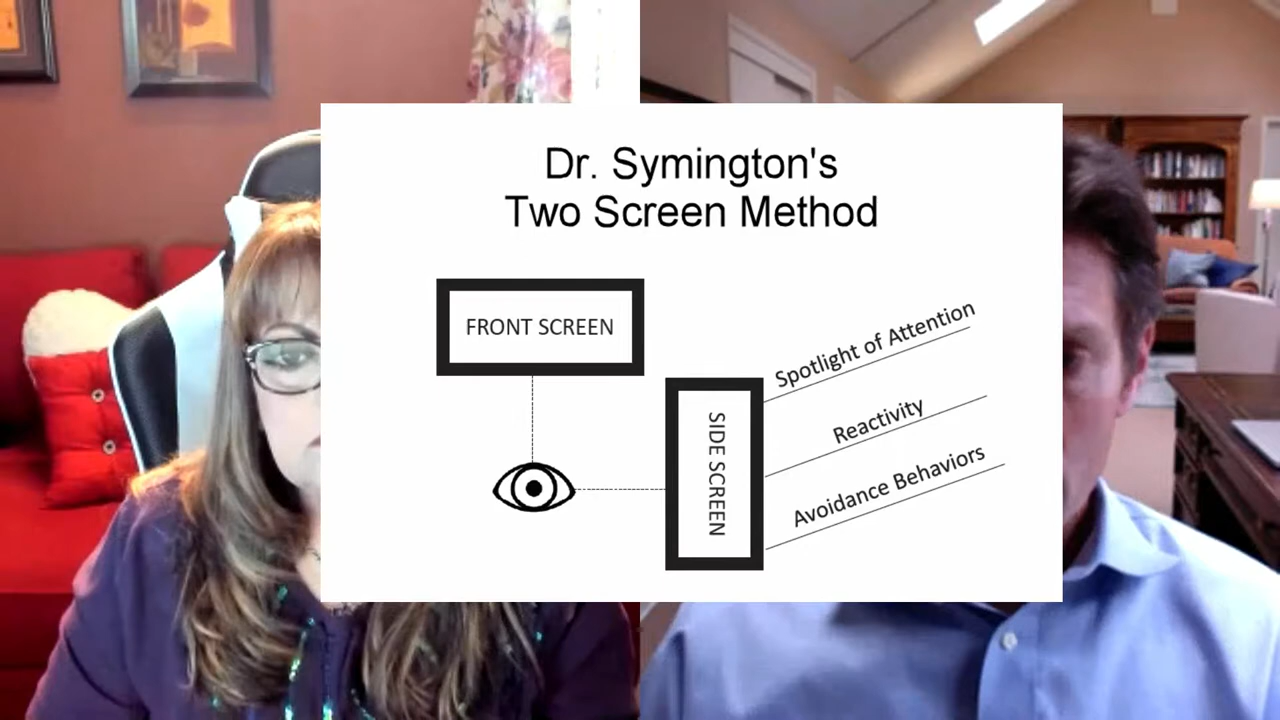 Dr. Symington's
Two Screen Method
FRONT SCREEN
SIDE SCREEN
Spotlight of Attention
Reactivity
Avoidance Behaviors